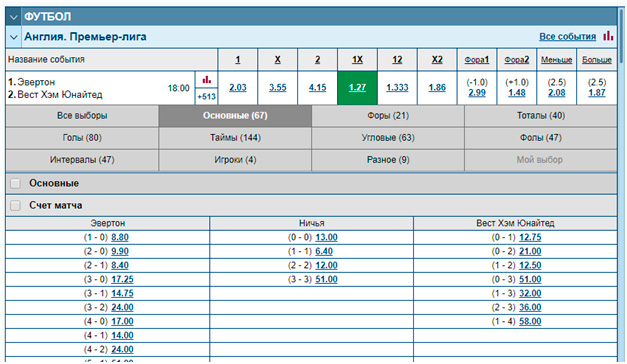 ФУТБОЛ
Англия. Премьер-лига Все события
Название события 1 X 2 1X 12 X2 Фора1 Фора2 Меньше Больше
1. Эвертон (-1.0) (+1.0) (2.5) (2.5)
18:00 +513 2.03 3.55 4.15 1.27 1.333 1.86
2. Вест Хэм Юнайтед 2.99 1.48 2.08 1.87
Все выборы Основные (67) Форы (21) Тоталы (40)
Голы (80) Таймы (144) Угловые (63) Фолы (47)
Интервалы (47) Игроки (4) Разное (9) Мой выбор
Основные
Счет матча
Эвертон Ничья Вест Хэм Юнайтед
(1 - 0) 8.80 (0 - 0) 13.00 (0 - 1) 12.75
(2 - 0) 9.90 (1 - 1) 6.40 (0 - 2) 21.00
(2 - 1) 8.40 (2 - 2) 12.00 (1 - 2) 12.50
(3 - 0) 17.25 (3 - 3) 51.00 (0 - 3) 51.00
(3 - 1) 14.75 (1 - 3) 32.00
(3 - 2) 24.00 (2 - 3) 36.00
(4 - 0) 17.00 (1 - 4) 58.00
(4 - 1) 14.00
(4 - 2) 24.00